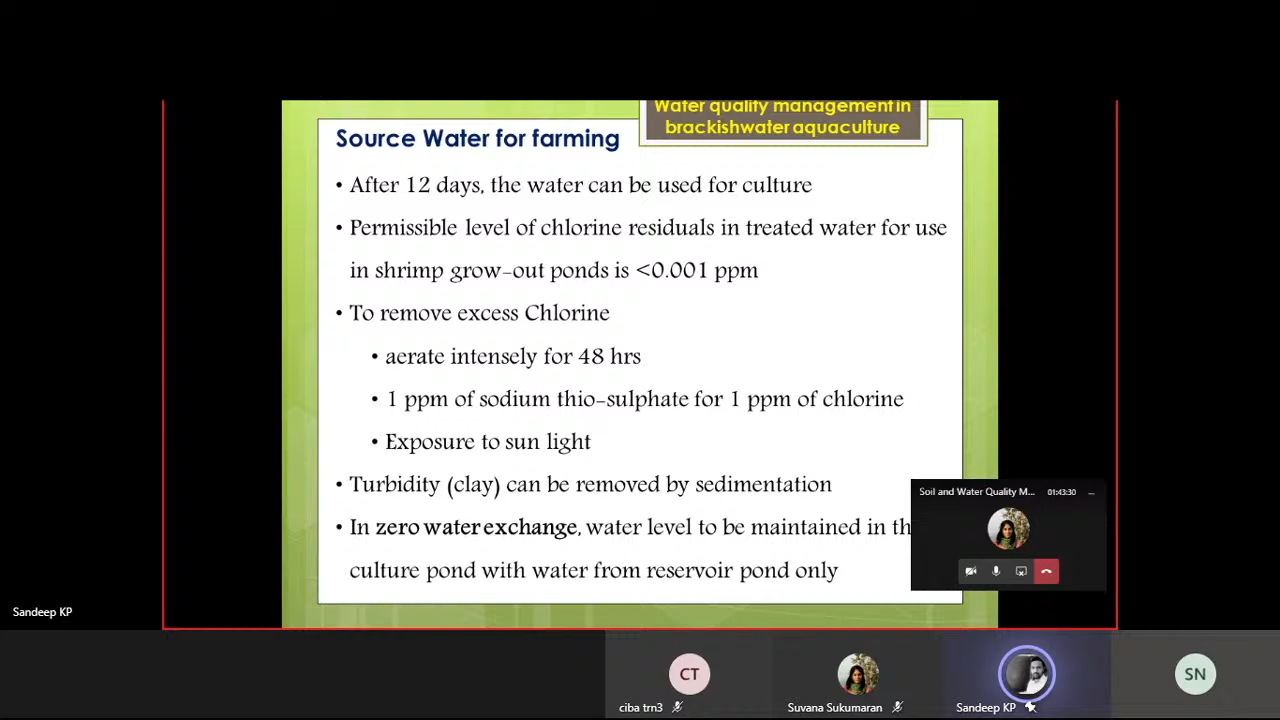 Water quality management in
brackishwater aquaculture
Source Water for farming
• After 12 days, the water can be used for culture
• Permissible level of chlorine residuals in treated water for use
in shrimp grow-out ponds is <0.001 ppm
• To remove excess Chlorine
• aerate intensely for 48 hrs
• 1 ppm of sodium thio-sulphate for 1 ppm of chlorine
• Exposure to sun light
• Turbidity (clay) can be removed by sedimentation
• In zero water exchange, water level to be maintained in th
culture pond with water from reservoir pond only
Soil and Water Quality M... 01:43:30
Sandeep KP
CT
SN
ciba trn3
Suvana Sukumaran
Sandeep KP